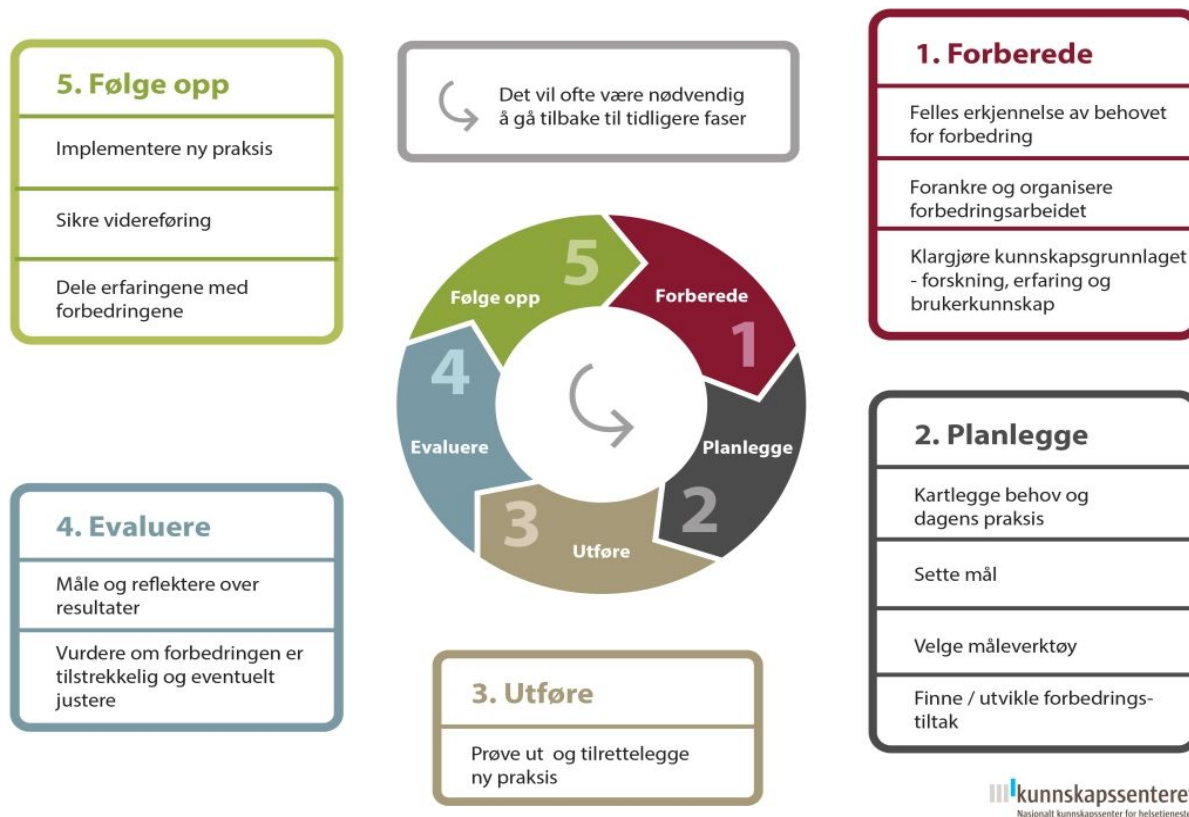 5. Følge opp
Implementere ny praksis
Sikre videreføring
Dele erfaringene med
forbedringene
Det vil ofte være nødvendig
å gå tilbake til tidligere faser
1. Forberede
Felles erkjennelse av behovet
for forbedring
Forankre og organisere
forbedringsarbeidet
Klargjøre kunnskapsgrunnlaget
- forskning, erfaring og
brukerkunnskap
5
Følge opp
Forberede
1
4
Evaluere
Planlegge
2
3
Utføre
2. Planlegge
Kartlegge behov og
dagens praksis
Sette mål
Velge måleverktøy
Finne / utvikle forbedrings-
tiltak
4. Evaluere
Måle og reflektere over
resultater
Vurdere om forbedringen er
tilstrekkelig og eventuelt
justere
3. Utføre
Prøve ut og tilrettelegge
ny praksis
kunnskapssenteret
Nasjonalt kunnskapssenter for helsetjeneste